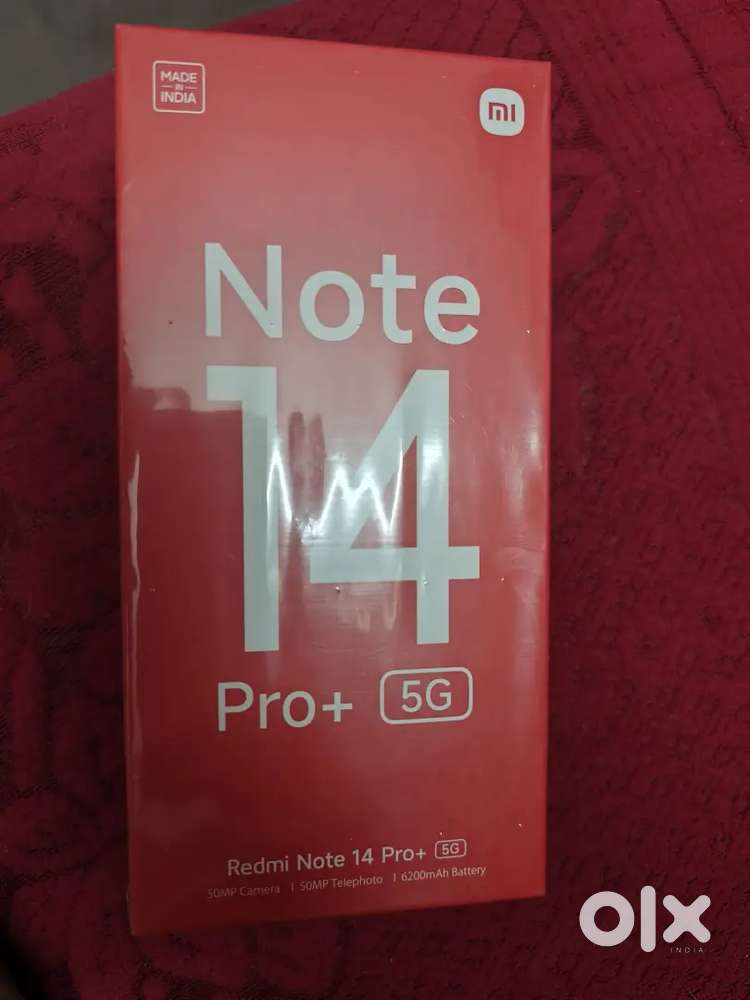 MADE
IN
INDIA
mi
Note
14
Pro+ 5G
Redmi Note 14 Pro+ 5G
50MP Camera | 50MP Telephoto | 6200mAh Battery
olx
INDIA